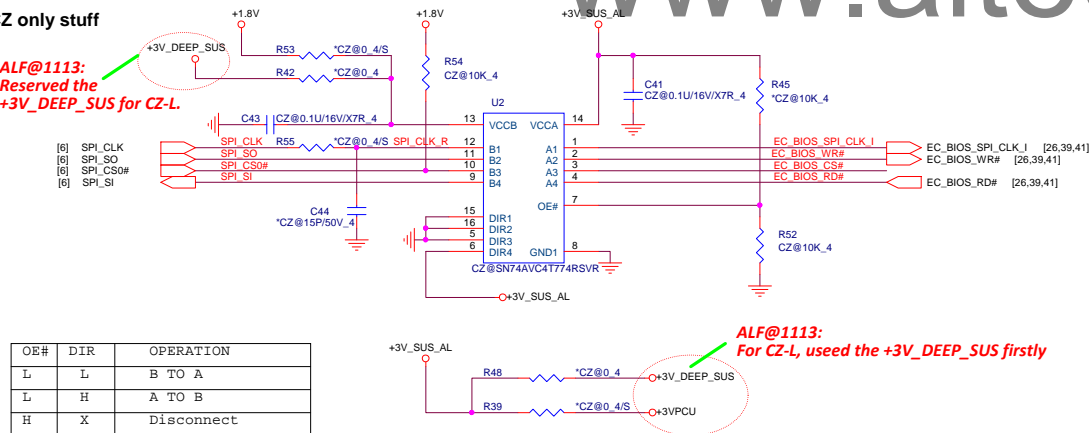 CZ only stuff
+1.8V
+1.8V
+3V_SUS_AL
+3V_DEEP_SUS
ALF@1113:
Reserved the
+3V_DEEP_SUS for CZ-L.
R53 *CZ@0_4/S
R42 *CZ@0_4
R54
CZ@10K_4
C41
CZ@0.1U/16V/X7R_4
R45
*CZ@10K_4
U2
C43 CZ@0.1U/16V/X7R_4
13 VCCB VCCA 14
[6] SPI_CLK SPI_CLK R55 *CZ@0_4/S SPI_CLK_R 12 B1 A1 1 EC_BIOS_SPI_CLK_I EC_BIOS_SPI_CLK_I [26,39,41]
[6] SPI_SO SPI_SO 11 B2 A2 2 EC_BIOS_WR# EC_BIOS_WR# [26,39,41]
[6] SPI_CS0# SPI_CS0# 10 B3 A3 3 EC_BIOS_CS#
[6] SPI_SI SPI_SI 9 B4 A4 4 EC_BIOS_RD# EC_BIOS_RD# [26,39,41]
OE# 7
C44
*CZ@15P/50V_4
15 DIR1
16 DIR2
5 DIR3
6 DIR4 GND1 8
R52
CZ@10K_4
CZ@SN74AVC4T774RSVR
+3V_SUS_AL
OE# DIR OPERATION
L L B TO A
L H A TO B
H X Disconnect
+3V_SUS_AL
ALF@1113:
For CZ-L, useed the +3V_DEEP_SUS firstly
R48 *CZ@0_4 +3V_DEEP_SUS
R39 *CZ@0_4/S +3VPCU